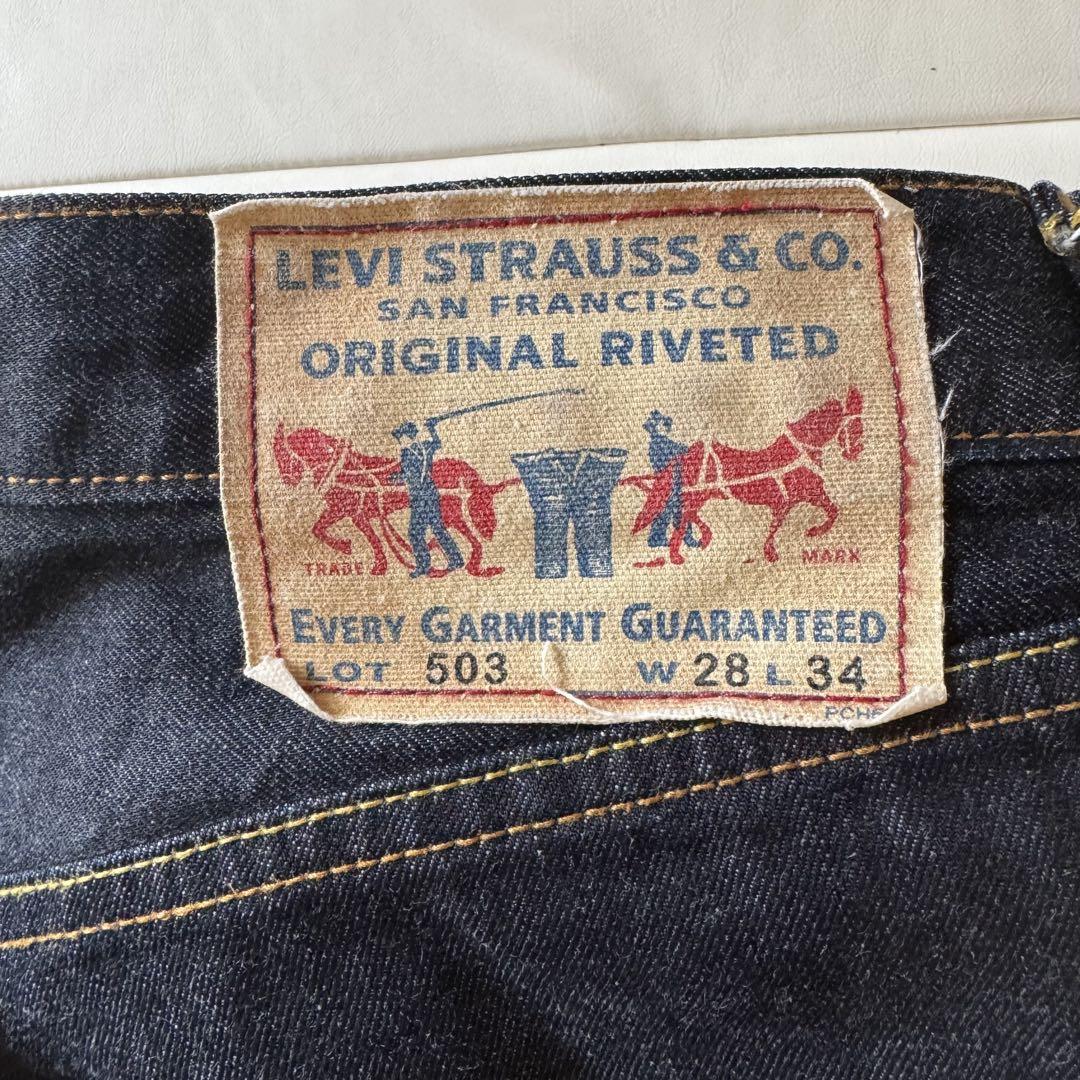 LEVI STRAUSS & CO.
SAN FRANCISCO
ORIGINAL RIVETED
TRADE MARK
EVERY GARMENT GUARANTEED
LOT 503 W 28 L 34